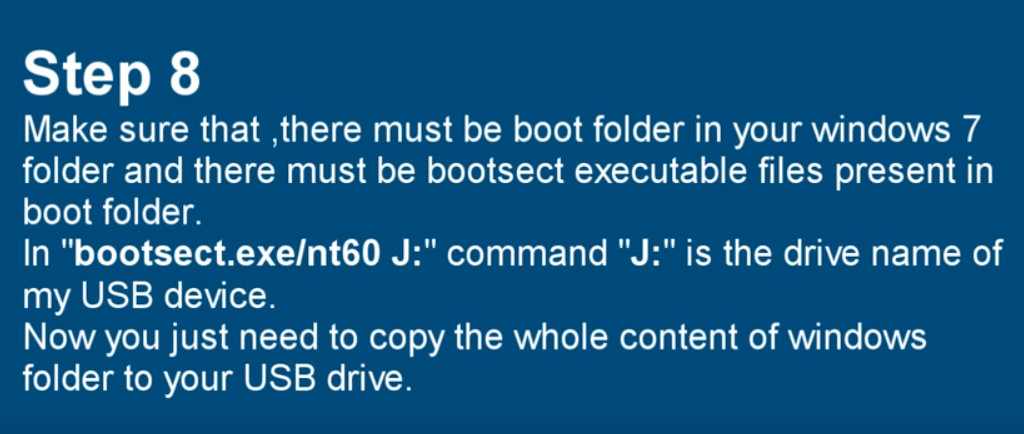 Step 8
Make sure that ,there must be boot folder in your windows 7
folder and there must be bootsect executable files present in
boot folder.
In "bootsect.exe/nt60 J:" command "J:" is the drive name of
my USB device.
Now you just need to copy the whole content of windows
folder to your USB drive.